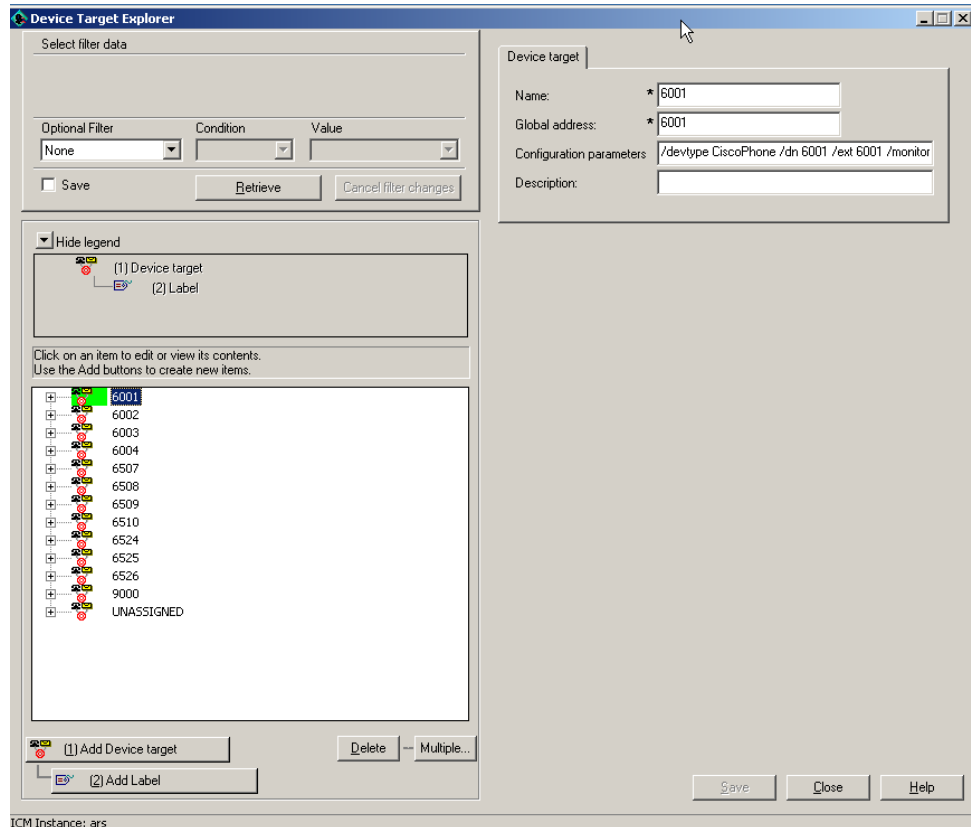 Device Target Explorer
Select filter data
Optional Filter Condition Value
None
Save Retrieve Cancel filter changes
Hide legend
(1) Device target
(2) Label
Click on an item to edit or view its contents.
Use the Add buttons to create new items.
6001
6002
6003
6004
6507
6508
6509
6510
6524
6525
6526
9000
UNASSIGNED
(1) Add Device target Delete Multiple...
(2) Add Label
Device target
Name: * 6001
Global address: * 6001
Configuration parameters /devtype CiscoPhone /dn 6001 /ext 6001 /monitor
Description:
Save Close Help
ICM Instance: ars